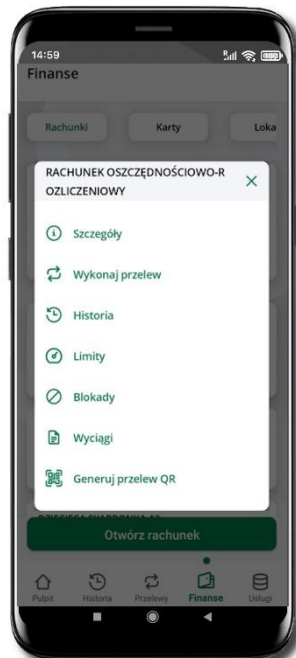 14:59
Finanse
Rachunki Karty Loka
RACHUNEK OSZCZĘDNOŚCIOWO-R
OZLICZENIOWY
Szczegóły
Wykonaj przelew
Historia
Limity
Blokady
Wyciągi
Generuj przelew QR
Otwórz rachunek
Pulpit Historia Przelewy Finanse Usługi